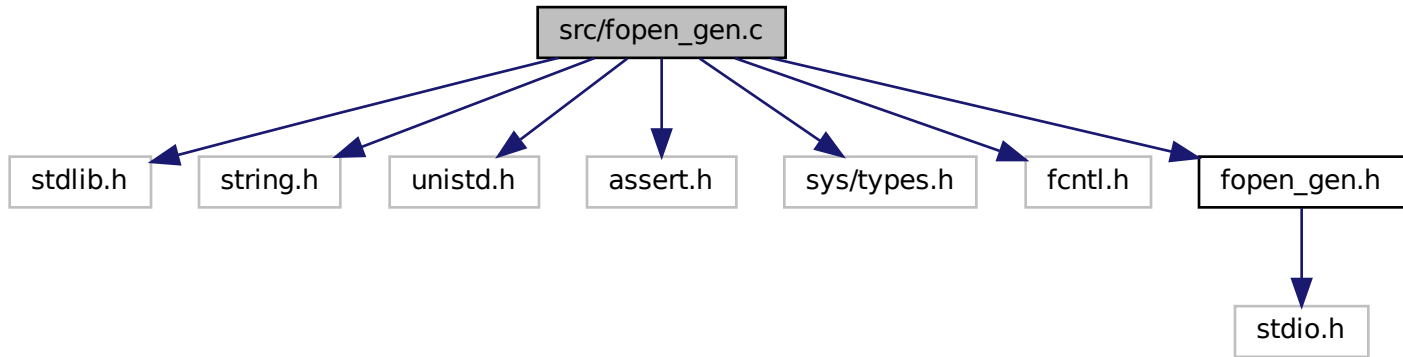 src/fopen_gen.c
stdlib.h
string.h
unistd.h
assert.h
sys/types.h
fcntl.h
fopen_gen.h
stdio.h